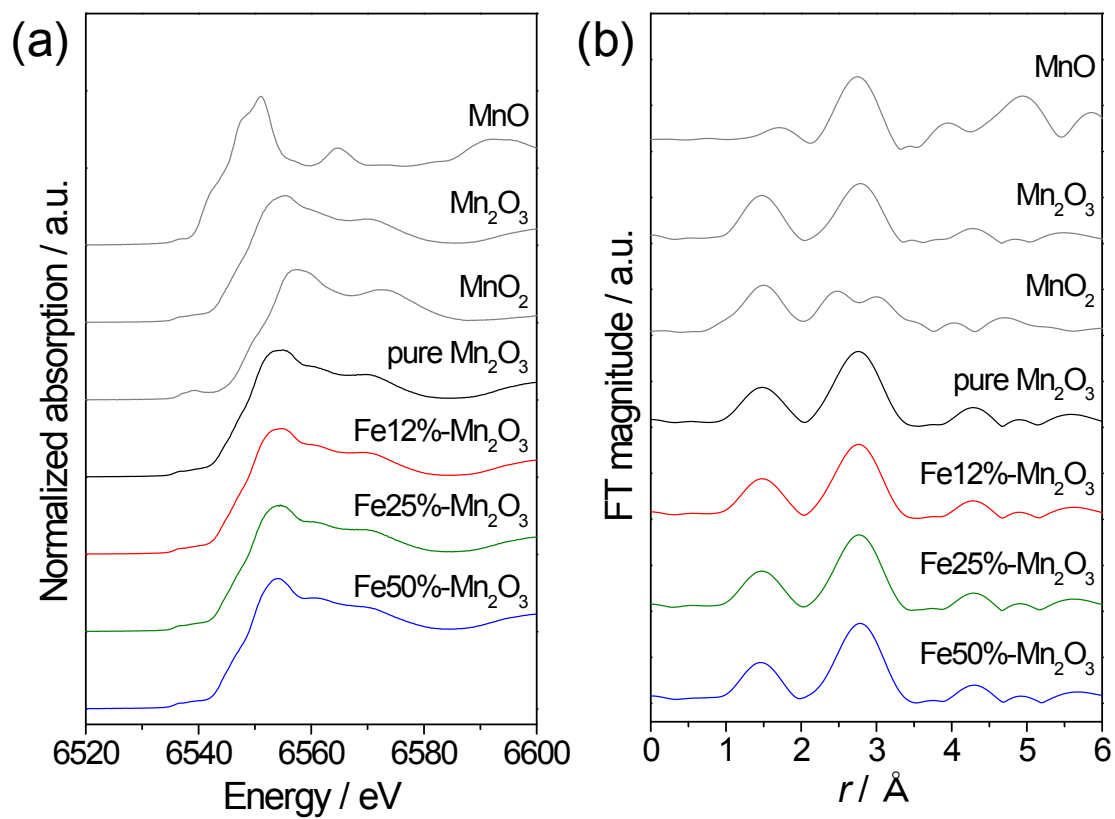 (a)
Normalized absorption / a.u.
MnO
Mn₂O₃
MnO₂
pure Mn₂O₃
Fe12%-Mn₂O₃
Fe25%-Mn₂O₃
Fe50%-Mn₂O₃
6520 6540 6560 6580 6600
Energy / eV
(b)
FT magnitude / a.u.
MnO
Mn₂O₃
MnO₂
pure Mn₂O₃
Fe12%-Mn₂O₃
Fe25%-Mn₂O₃
Fe50%-Mn₂O₃
0 1 2 3 4 5 6
r / Å